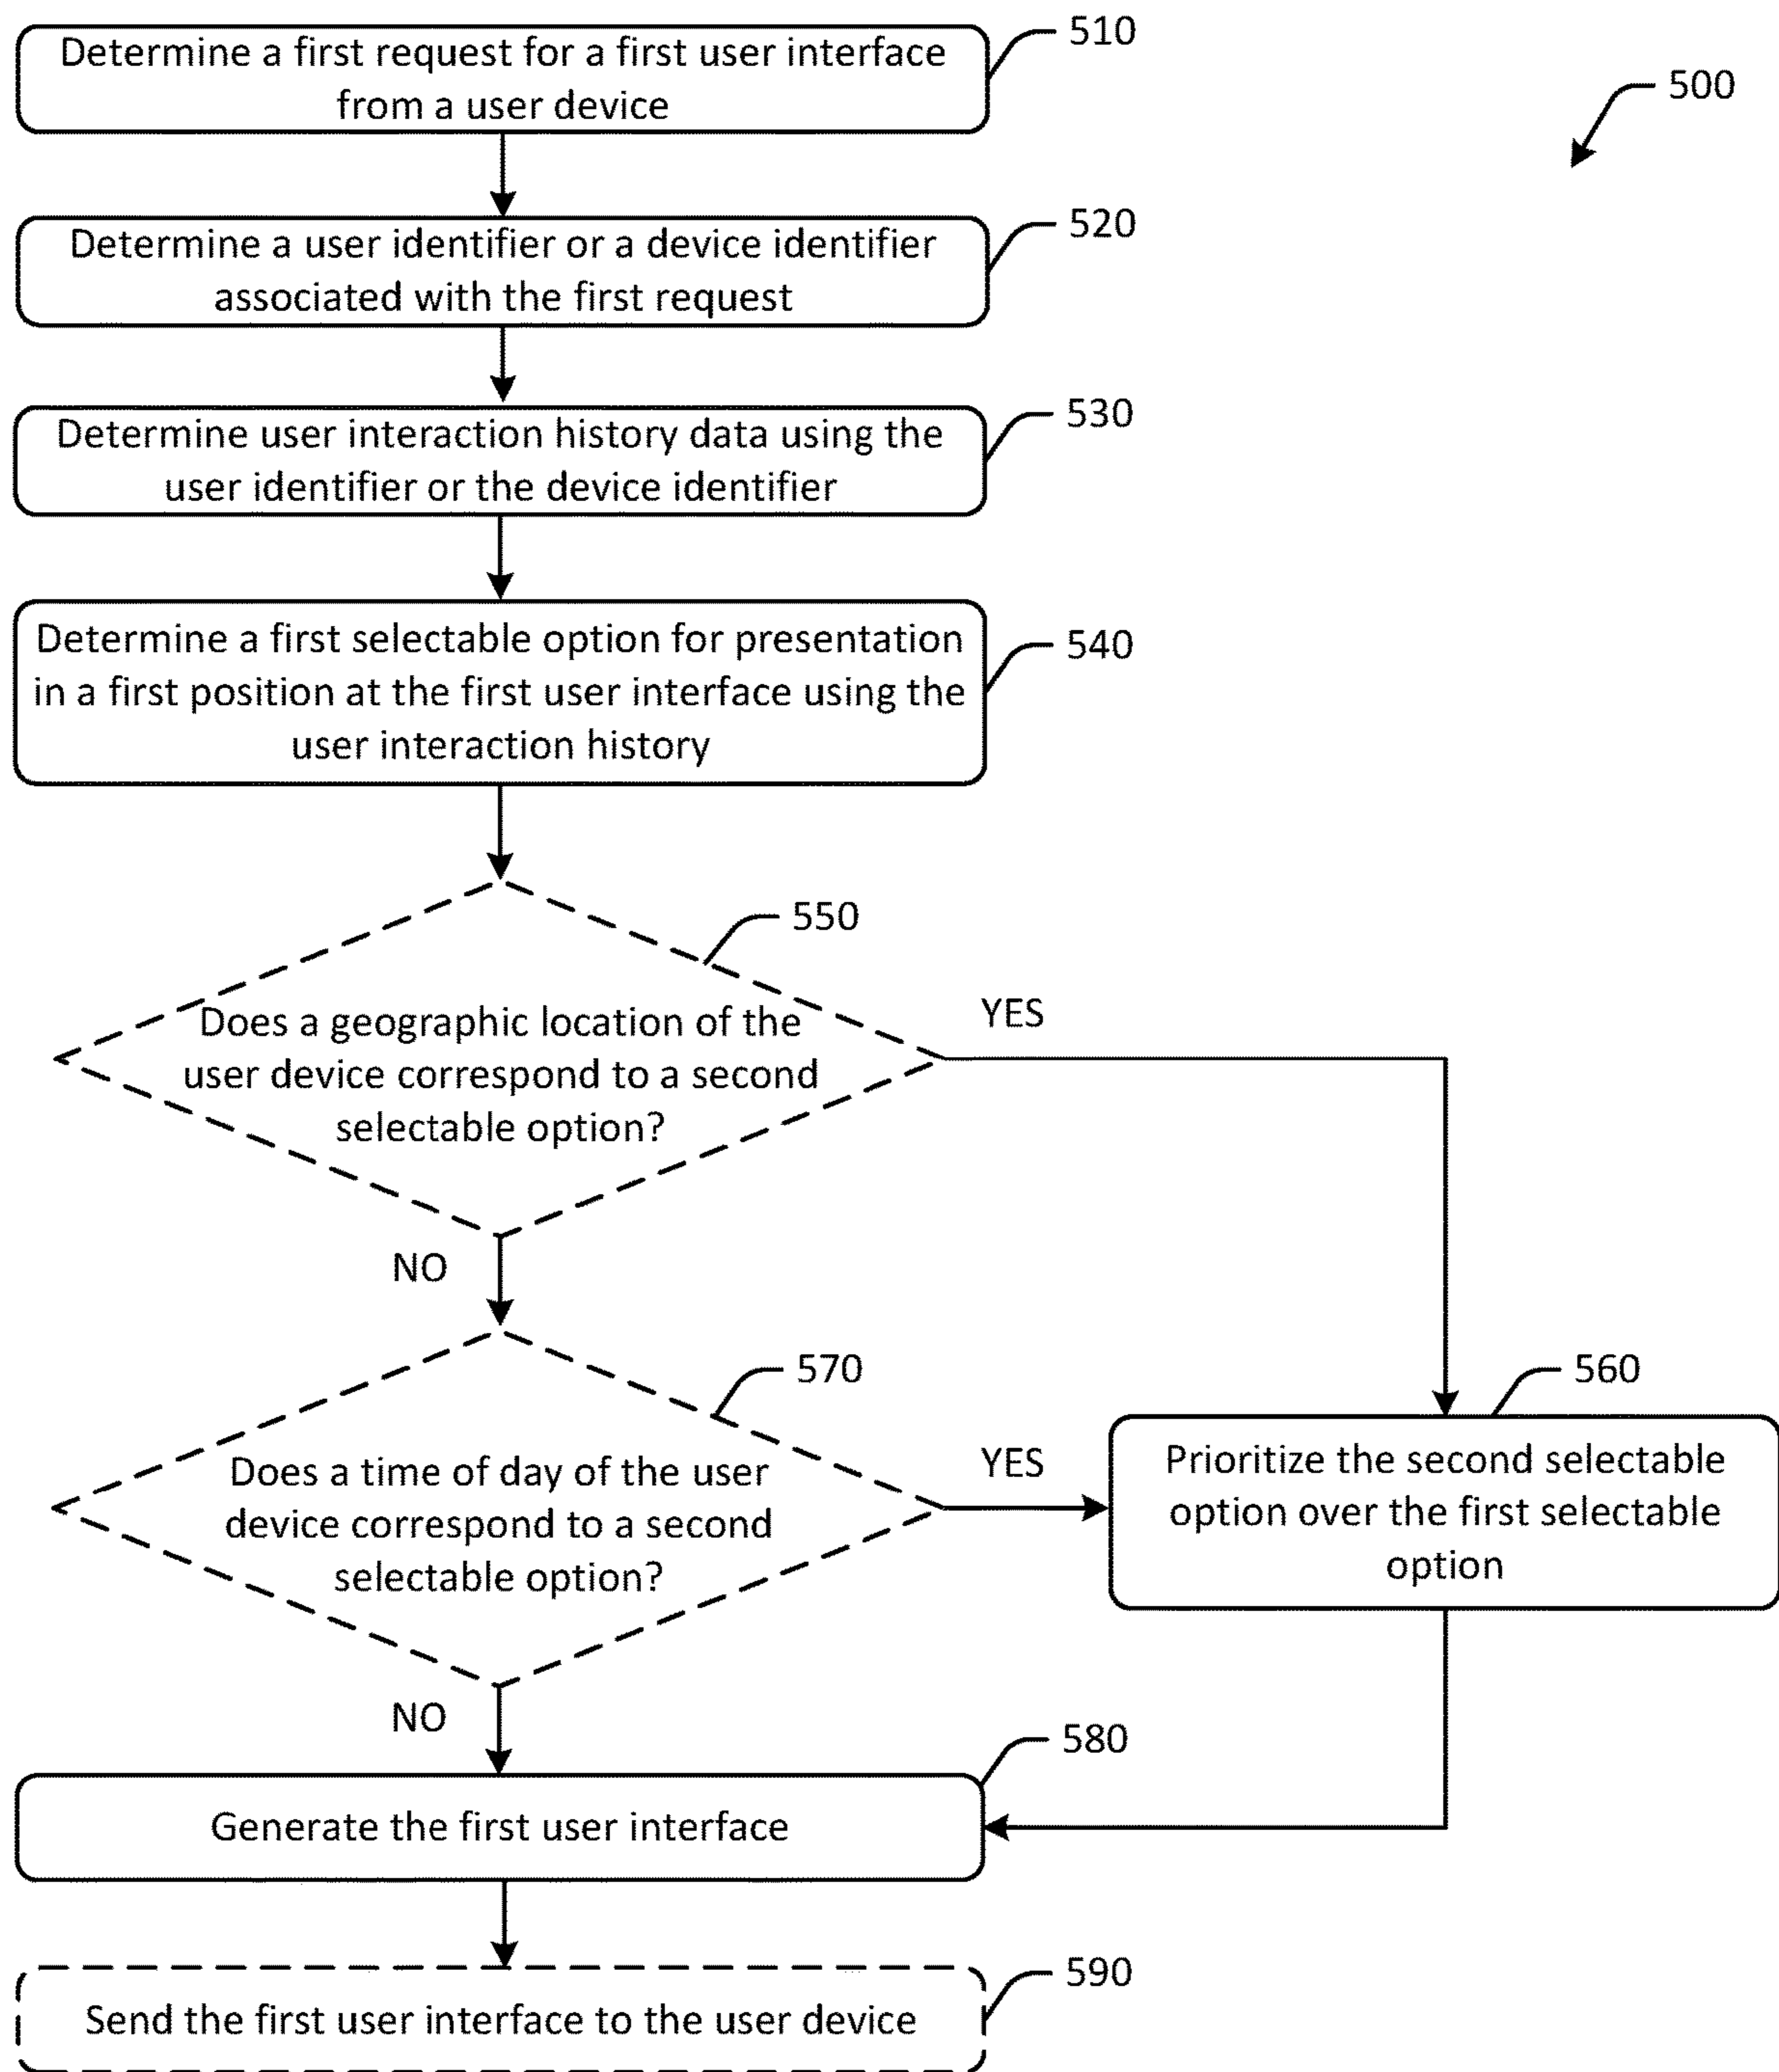 Determine a first request for a first user interface
from a user device
510
500
Determine a user identifier or a device identifier
associated with the first request
520
Determine user interaction history data using the
user identifier or the device identifier
530
Determine a first selectable option for presentation
in a first position at the first user interface using the
user interaction history
540
550
Does a geographic location of the
user device correspond to a second
selectable option?
YES
NO
570
Does a time of day of the user
device correspond to a second
selectable option?
YES
NO
560
Prioritize the second selectable
option over the first selectable
option
580
Generate the first user interface
590
Send the first user interface to the user device